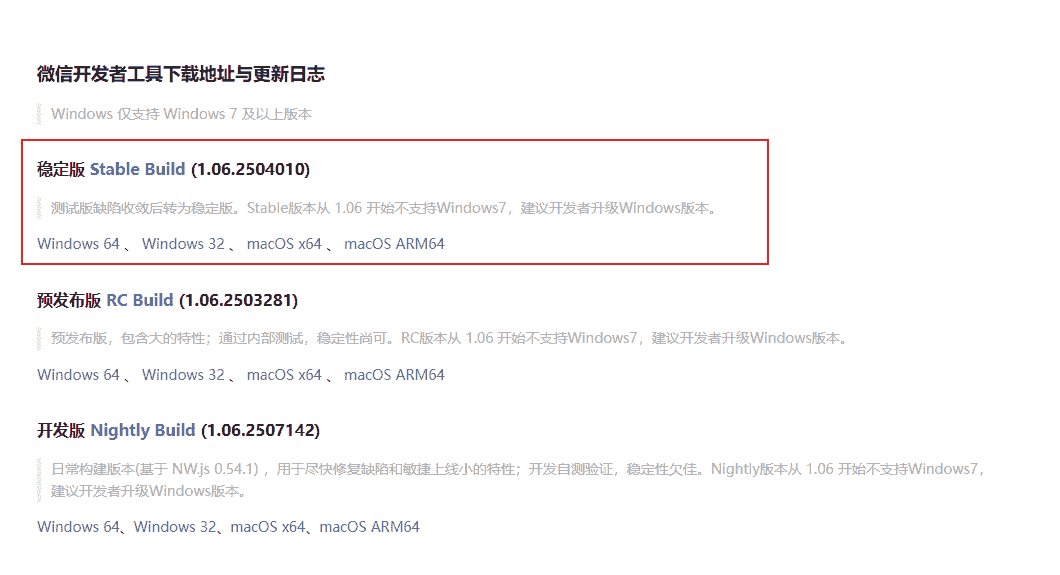 微信开发者工具下载地址与更新日志
Windows 仅支持 Windows 7 及以上版本
稳定版 Stable Build (1.06.2504010)
测试版缺陷收敛后转为稳定版。Stable版本从 1.06 开始不支持Windows7，建议开发者升级Windows版本。
Windows 64 、 Windows 32 、 macOS x64 、 macOS ARM64
预发布版 RC Build (1.06.2503281)
预发布版，包含大的特性；通过内部测试，稳定性尚可。RC版本从 1.06 开始不支持Windows7，建议开发者升级Windows版本。
Windows 64 、 Windows 32 、 macOS x64 、 macOS ARM64
开发版 Nightly Build (1.06.2507142)
日常构建版本(基于 NW.js 0.54.1) ，用于尽快修复缺陷和敏捷上线小的特性；开发自测验证，稳定性欠佳。Nightly版本从 1.06 开始不支持Windows7，
建议开发者升级Windows版本。
Windows 64、Windows 32、macOS x64、macOS ARM64